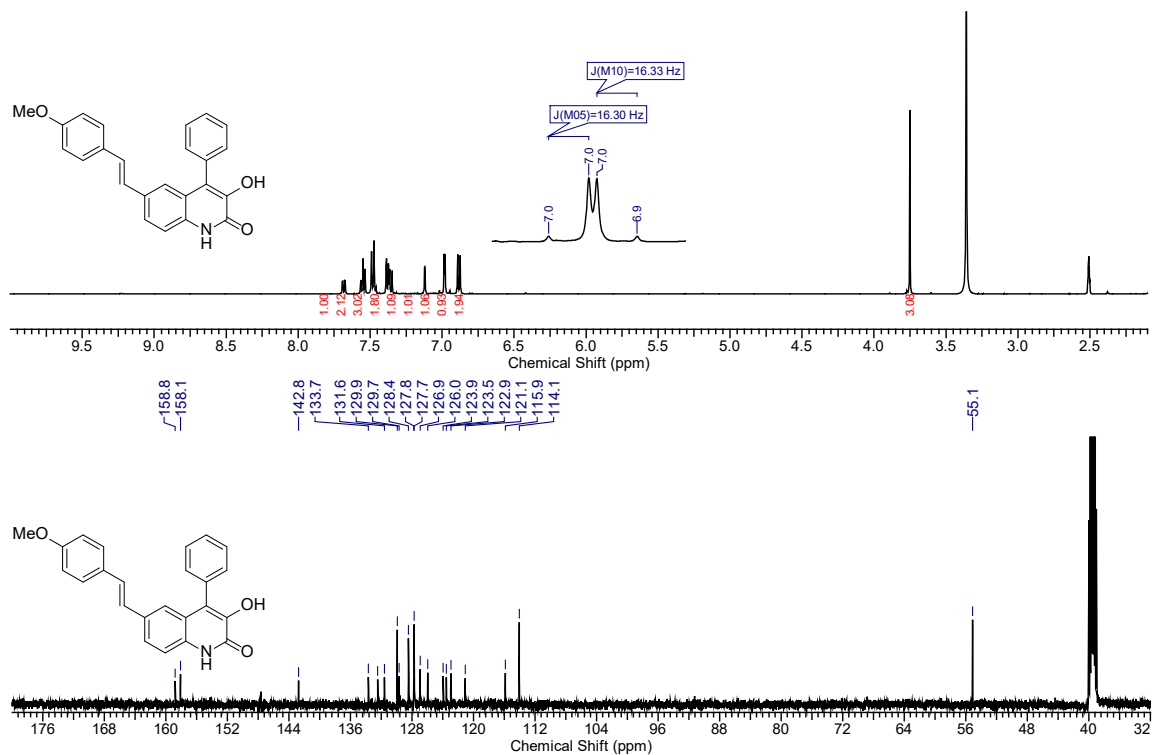 J(M10)=16.33 Hz
J(M05)=16.30 Hz
7.0
7.0
7.0
6.9
MeO
OH
O
NH
1.00
2.12
3.02
1.80
1.09
1.01
1.06
0.93
1.94
3.08
9.5 9.0 8.5 8.0 7.5 7.0 6.5 6.0 5.5 5.0 4.5 4.0 3.5 3.0 2.5
Chemical Shift (ppm)
158.8
158.1
142.8
133.7
131.6
129.9
129.7
128.4
127.8
127.7
126.9
126.0
123.9
123.5
122.9
121.1
115.9
114.1
55.1
MeO
OH
O
NH
176 168 160 152 144 136 128 120 112 104 96 88 80 72 64 56 48 40 32
Chemical Shift (ppm)